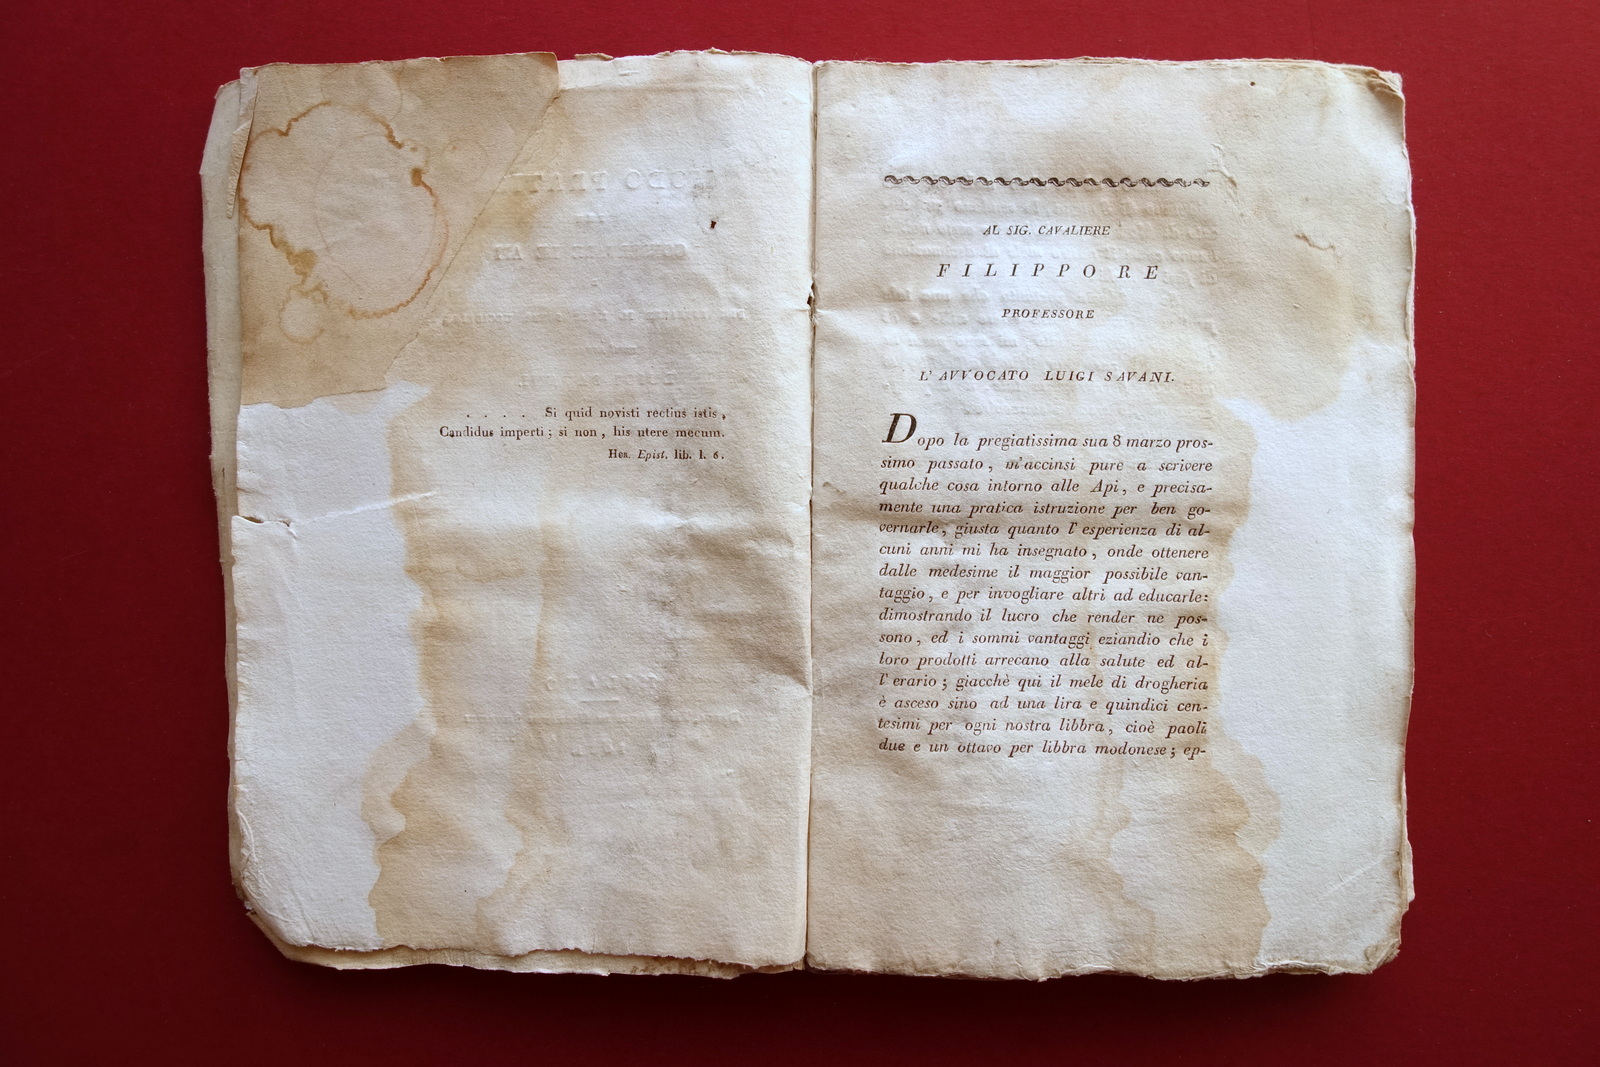 . . . . Si quid novisti rectius istis,
Candidus imperti; si non, his utere mecum.
Hor. Epist. lib. I. 6.
AL SIG. CAVALIERE
FILIPPO RE
PROFESSORE
L' AVVOCATO LUIGI SAVANI.
Dopo la pregiatissima sua 8 marzo pros-
simo passato, m'accinsi pure a scrivere
qualche cosa intorno alle Api, e precisa-
mente una pratica istruzione per ben go-
vernarle, giusta quanto l' esperienza di al-
cuni anni mi ha insegnato, onde ottenere
dalle medesime il maggior possibile van-
taggio, e per invogliare altri ad educarle:
dimostrando il lucro che render ne pos-
sono, ed i sommi vantaggi eziandio che i
loro prodotti arrecano alla salute ed al-
l' erario; giacchè qui il mele di drogheria
è asceso sino ad una lira e quindici cen-
tesimi per ogni nostra libbra, cioè paoli
due e un ottavo per libbra modonese; ep-